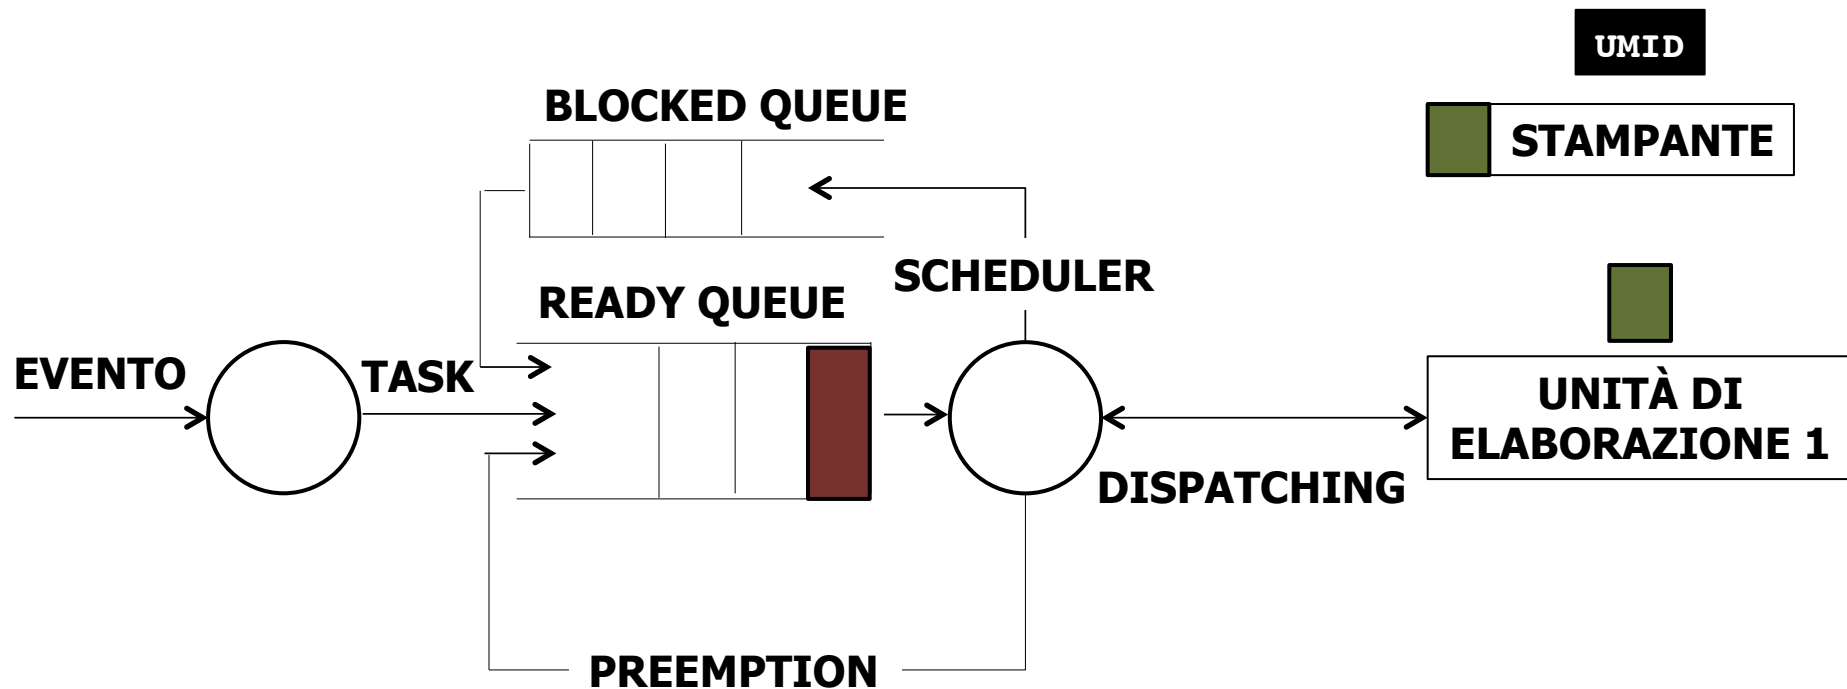 UMID
BLOCKED QUEUE
STAMPANTE
SCHEDULER
READY QUEUE
EVENTO
TASK
UNITÀ DI
ELABORAZIONE 1
DISPATCHING
PREEMPTION